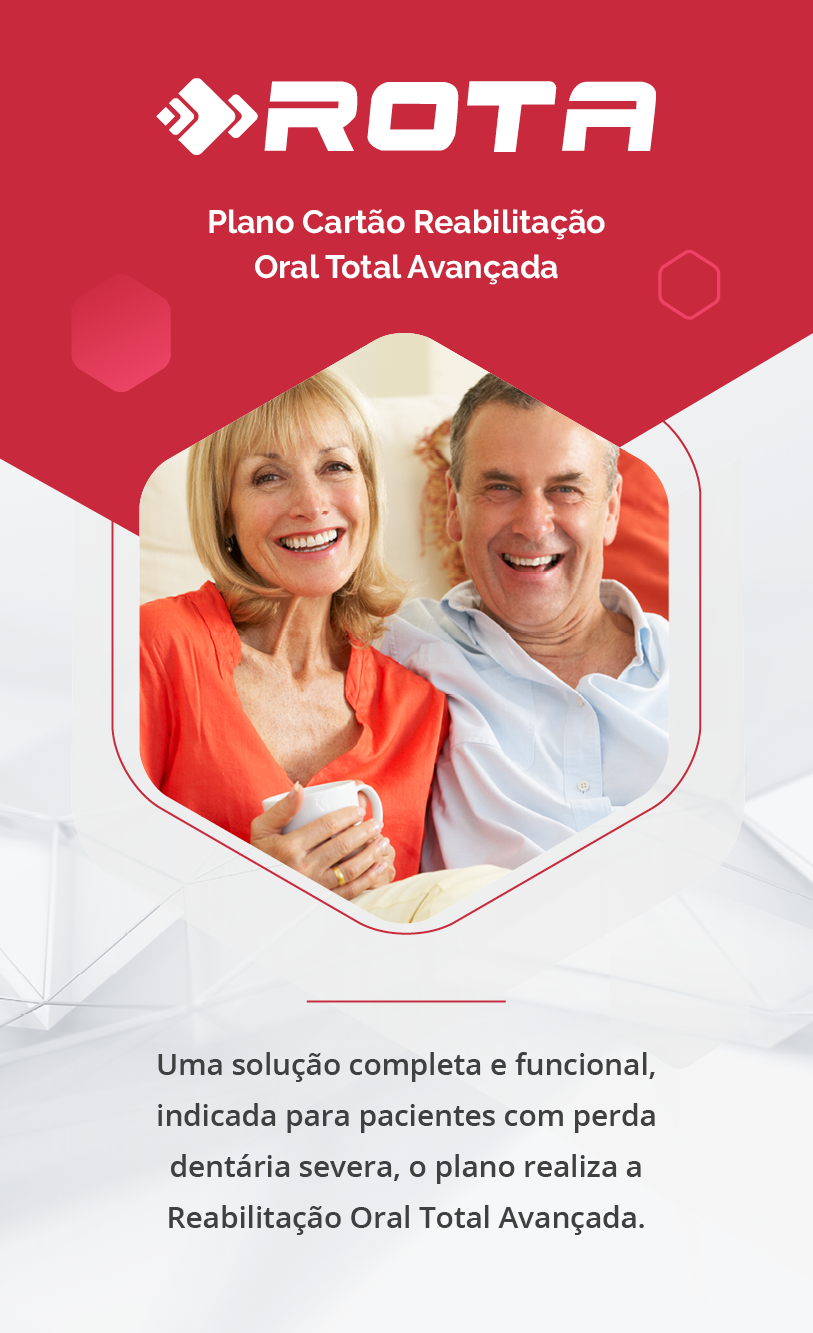 ROTA
Plano Cartão Reabilitação
Oral Total Avançada
Uma solução completa e funcional,
indicada para pacientes com perda
dentária severa, o plano realiza a
Reabilitação Oral Total Avançada.